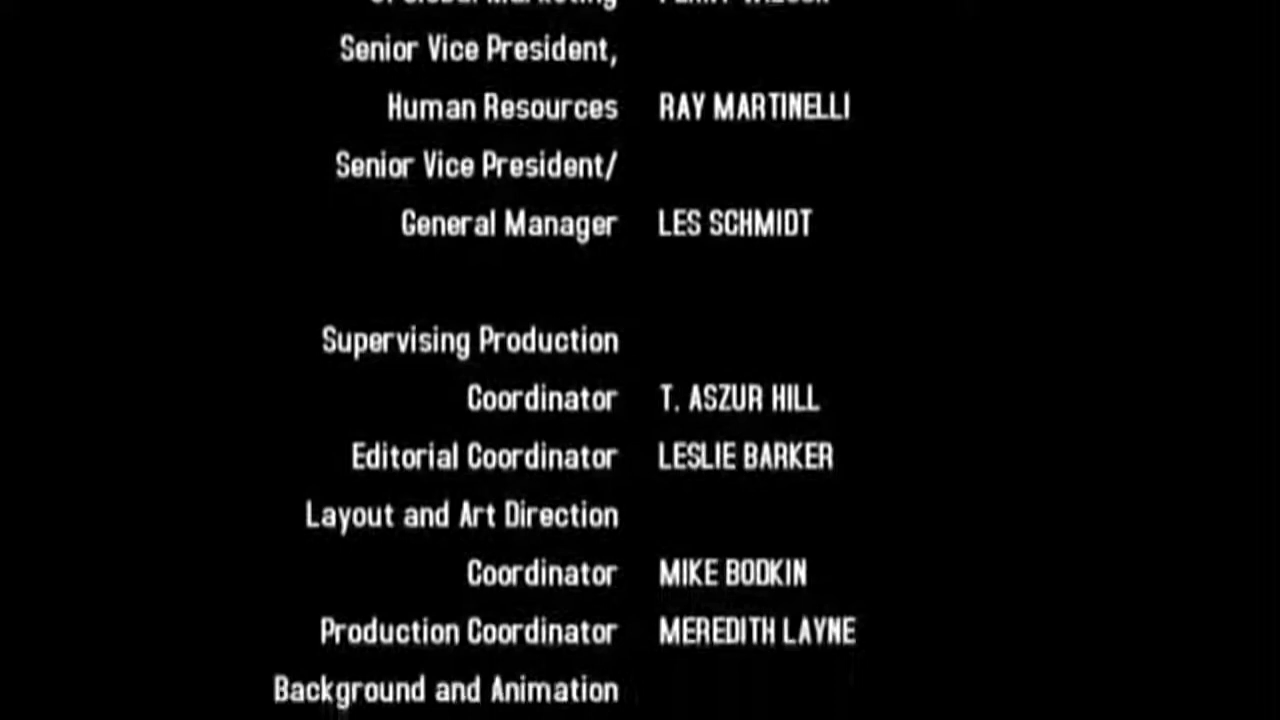 Senior Vice President,
Human Resources RAY MARTINELLI
Senior Vice President/
General Manager LES SCHMIDT
Supervising Production
Coordinator T. ASZUR HILL
Editorial Coordinator LESLIE BARKER
Layout and Art Direction
Coordinator MIKE BODKIN
Production Coordinator MEREDITH LAYNE
Background and Animation